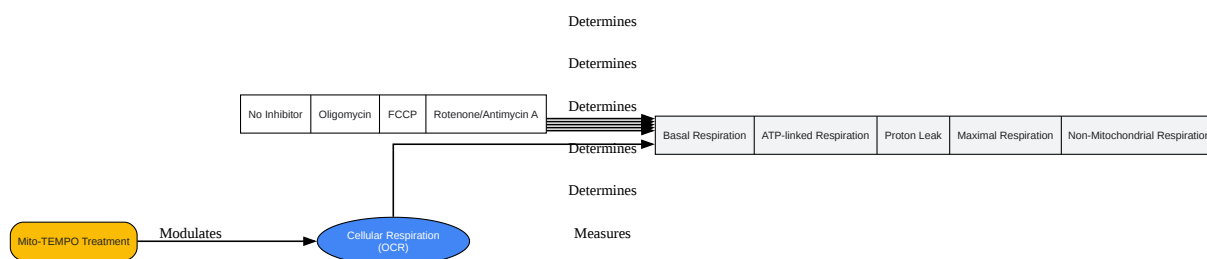 Determines
Determines
Determines
No Inhibitor
Oligomycin
FCCP
Rotenone/Antimycin A
Basal Respiration
ATP-linked Respiration
Proton Leak
Maximal Respiration
Non-Mitochondrial Respiration
Determines
Determines
Mito-TEMPO Treatment
Modulates
Cellular Respiration
(OCR)
Measures